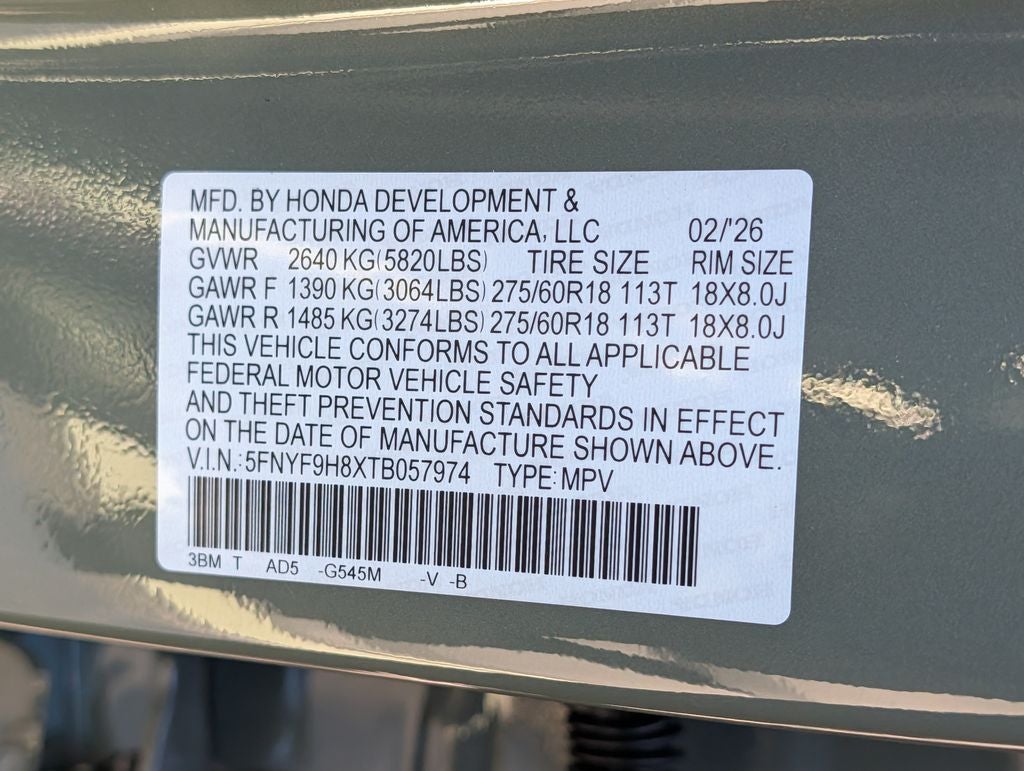 MFD. BY HONDA DEVELOPMENT &
MANUFACTURING OF AMERICA, LLC 02/'26
GVWR 2640 KG(5820LBS) TIRE SIZE RIM SIZE
GAWR F 1390 KG(3064LBS) 275/60R18 113T 18X8.0J
GAWR R 1485 KG(3274LBS) 275/60R18 113T 18X8.0J
THIS VEHICLE CONFORMS TO ALL APPLICABLE
FEDERAL MOTOR VEHICLE SAFETY
AND THEFT PREVENTION STANDARDS IN EFFECT
ON THE DATE OF MANUFACTURE SHOWN ABOVE.
V.I.N.:5FNYF9H8XTB057974 TYPE:MPV
3BM T AD5 -G545M -V -B